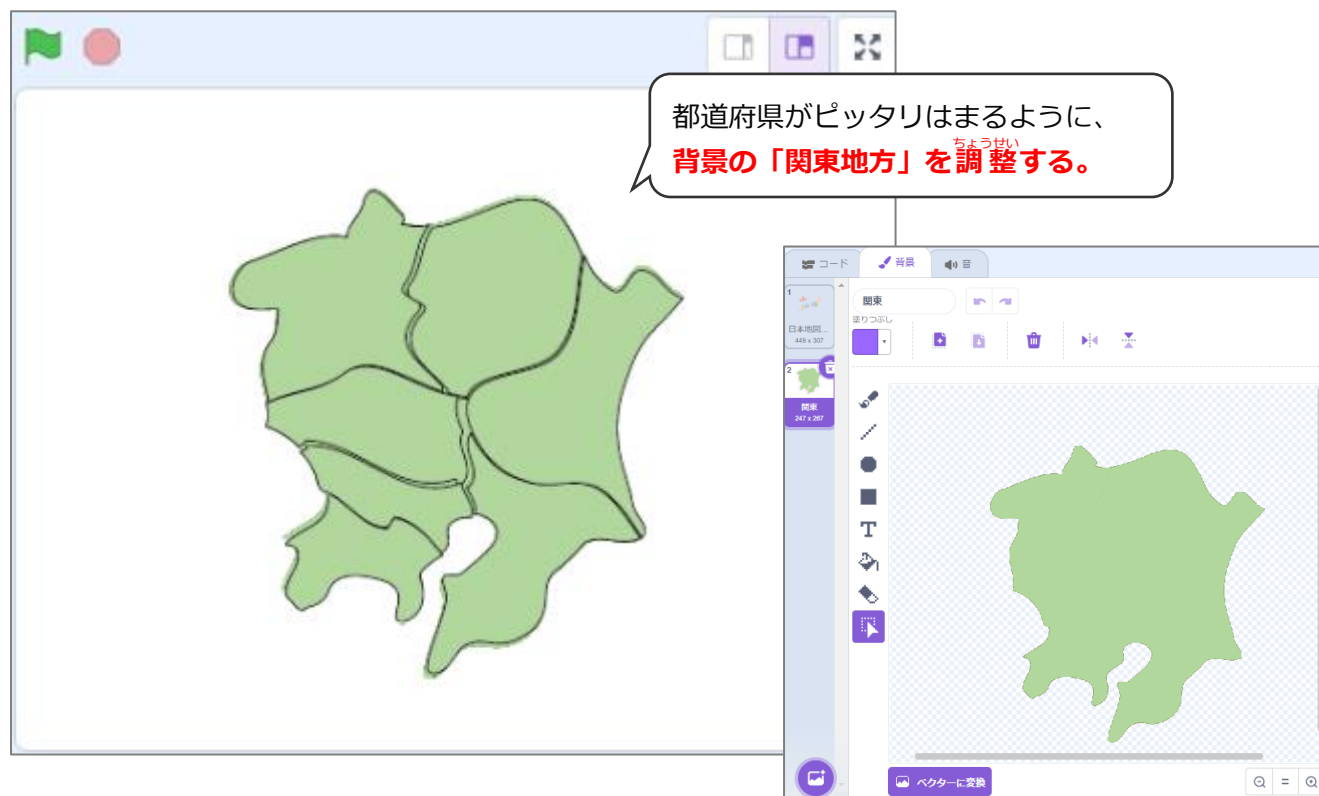 都道府県がピッタリはまるように、
ちょうせい
背景の「関東地方」を調整する。
コード
背景
音
1
日本地図...
449 x 307
2
関東
247 x 267
関東
塗りつぶし
T
ベクターに変換